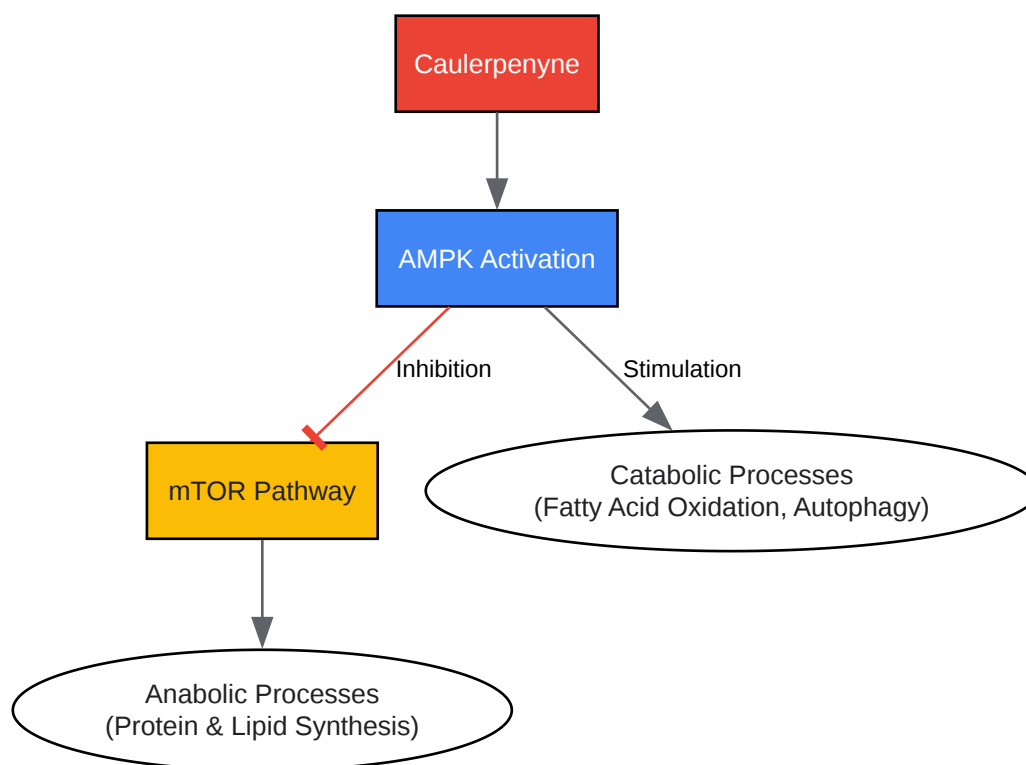 Caulerpenyne
AMPK Activation
Inhibition
Stimulation
mTOR Pathway
Catabolic Processes
(Fatty Acid Oxidation, Autophagy)
Anabolic Processes
(Protein & Lipid Synthesis)